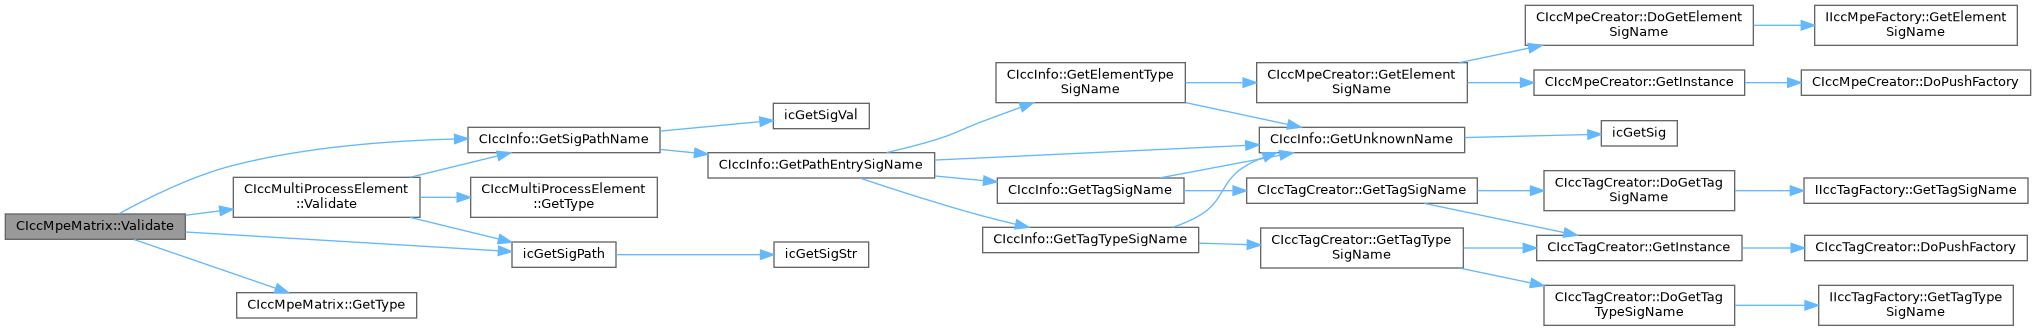 CIccMpeMatrix::Validate
CIccInfo::GetSigPathName
CIccMultiProcessElement
::Validate
CIccMultiProcessElement
::GetType
icGetSigPath
CIccMpeMatrix::GetType
icGetSigVal
CIccInfo::GetPathEntrySigName
icGetSigStr
CIccInfo::GetElementType
SigName
CIccInfo::GetTagSigName
CIccInfo::GetTagTypeSigName
CIccMpeCreator::GetElement
SigName
CIccInfo::GetUnknownName
CIccTagCreator::GetTagSigName
CIccTagCreator::GetTagType
SigName
CIccMpeCreator::DoGetElement
SigName
CIccMpeCreator::GetInstance
icGetSig
CIccTagCreator::DoGetTag
SigName
CIccTagCreator::GetInstance
CIccTagCreator::DoGetTag
TypeSigName
IIccMpeFactory::GetElement
SigName
CIccMpeCreator::DoPushFactory
IIccTagFactory::GetTagSigName
CIccTagCreator::DoPushFactory
IIccTagFactory::GetTagType
SigName